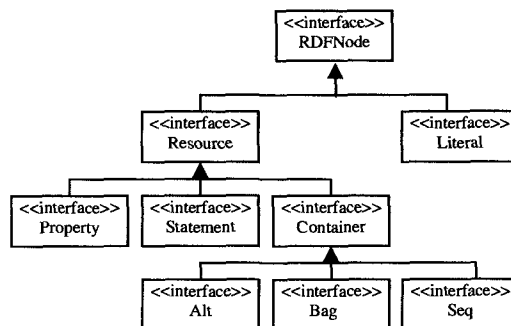 <<interface>>
RDFNode
<<interface>>
Resource
<<interface>>
Literal
<<interface>>
Property
<<interface>>
Statement
<<interface>>
Container
<<interface>>
Alt
<<interface>>
Bag
<<interface>>
Seq